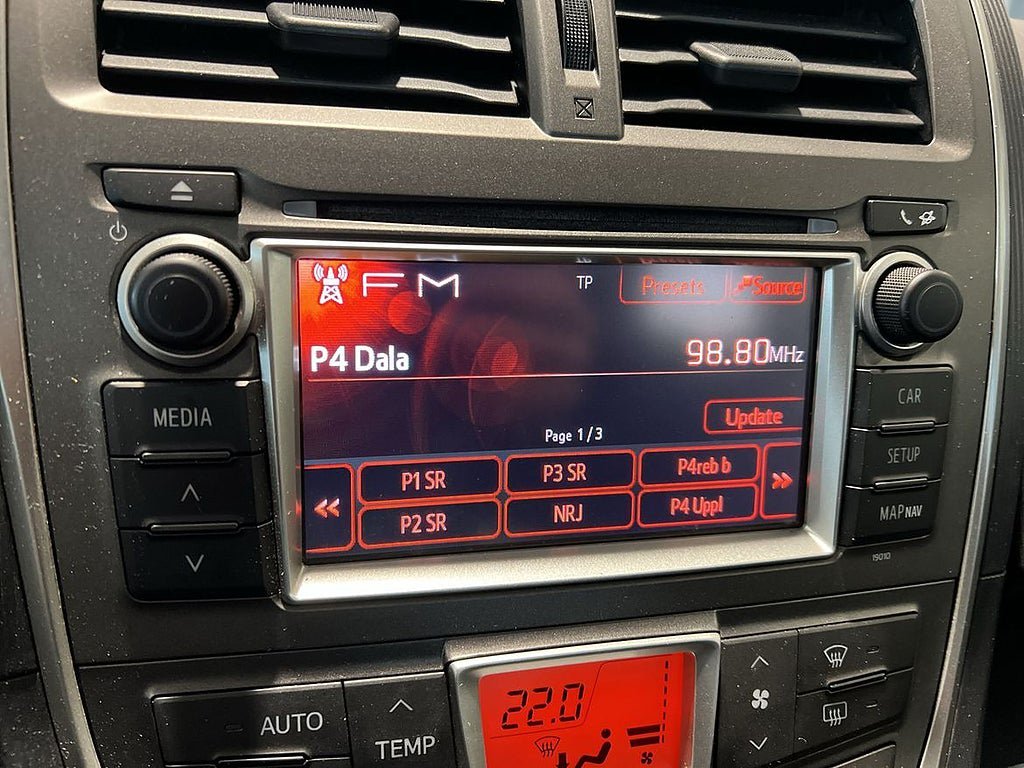 FM
TP
Presets
Source
P4 Dala
98.80MHz
Update
Page 1/3
P1 SR
P3 SR
P4reb b
P2 SR
NRJ
P4 Uppl
MEDIA
CAR
SETUP
MAP NAV
19010
22.0
AUTO
TEMP